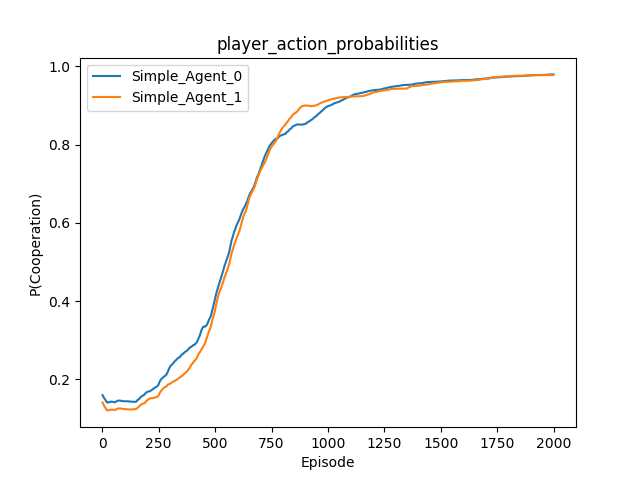 player_action_probabilities
Simple_Agent_0
Simple_Agent_1
P(Cooperation)
1.0
0.8
0.6
0.4
0.2
0 250 500 750 1000 1250 1500 1750 2000
Episode